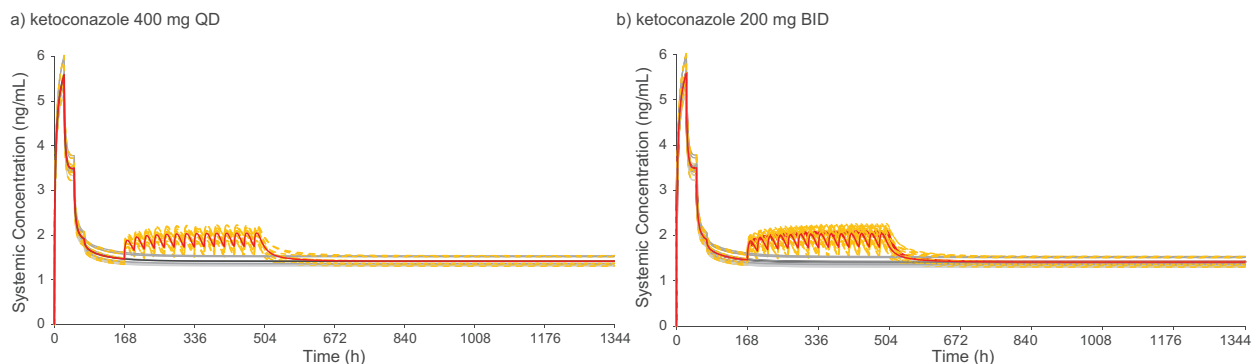 a) ketoconazole 400 mg QD
Systemic Concentration (ng/mL)
6
5
4
3
2
1
0
0 168 336 504 672 840 1008 1176 1344
Time (h)
b) ketoconazole 200 mg BID
Systemic Concentration (ng/mL)
6
5
4
3
2
1
0
0 168 336 504 672 840 1008 1176 1344
Time (h)